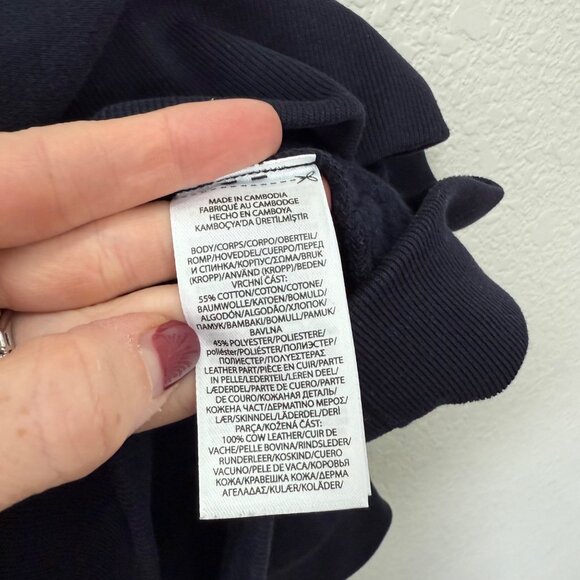 MADE IN CAMBODIA
FABRIQUÉ AU CAMBODGE
HECHO EN CAMBOYA
KAMBOÇYA'DA ÜRETİLMİŞTİR
BODY/CORPS/CORPO/OBERTEIL/
ROMP/HOVEDDEL/CUERPO/ПЕРЕД
И СПИНКА/КОРПУС/ΣΩΜΑ/BRUK
(KROPP)/ANVÄND (KROPP)/BEDEN/
VRCHNÍ ČÁST:
55% COTTON/COTON/COTONE/
BAUMWOLLE/KATOEN/BOMULD/
ALGODÓN/ALGODÃO/ХЛОПОК/
ПАМУК/ΒΑΜΒΑΚΙ/BOMULL/PAMUK/
BAVLNA
45% POLYESTER/POLIESTERE/
poliéster/POLIÉSTER/ПОЛИЭСТЕР/
ПОЛИЕСТЕР/ΠΟΛΥΕΣΤΕΡΑΣ
LEATHER PART/PIÈCE EN CUIR/PARTE
IN PELLE/LEDERTEIL/LEREN DEEL/
LÆDERDEL/PARTE DE CUERO/PARTE
DE COURO/КОЖАНАЯ ДЕТАЛЬ/
КОЖЕНА ЧАСТ/ΔΕΡΜΑΤΙΝΟ ΜΕΡΟΣ/
LÆR/SKINNDEL/LÄDERDEL/DERİ
PARÇA/KOŽENÁ ČÁST:
100% COW LEATHER/CUIR DE
VACHE/PELLE BOVINA/RINDSLEDER/
RUNDERLEER/KOSKIND/CUERO
VACUNO/PELE DE VACA/КОРОВЬЯ
КОЖА/КРАВЕШКА КОЖА/ΔΕΡΜΑ
ΑΓΕΛΑΔΑΣ/KULÆR/KOLÄDER/